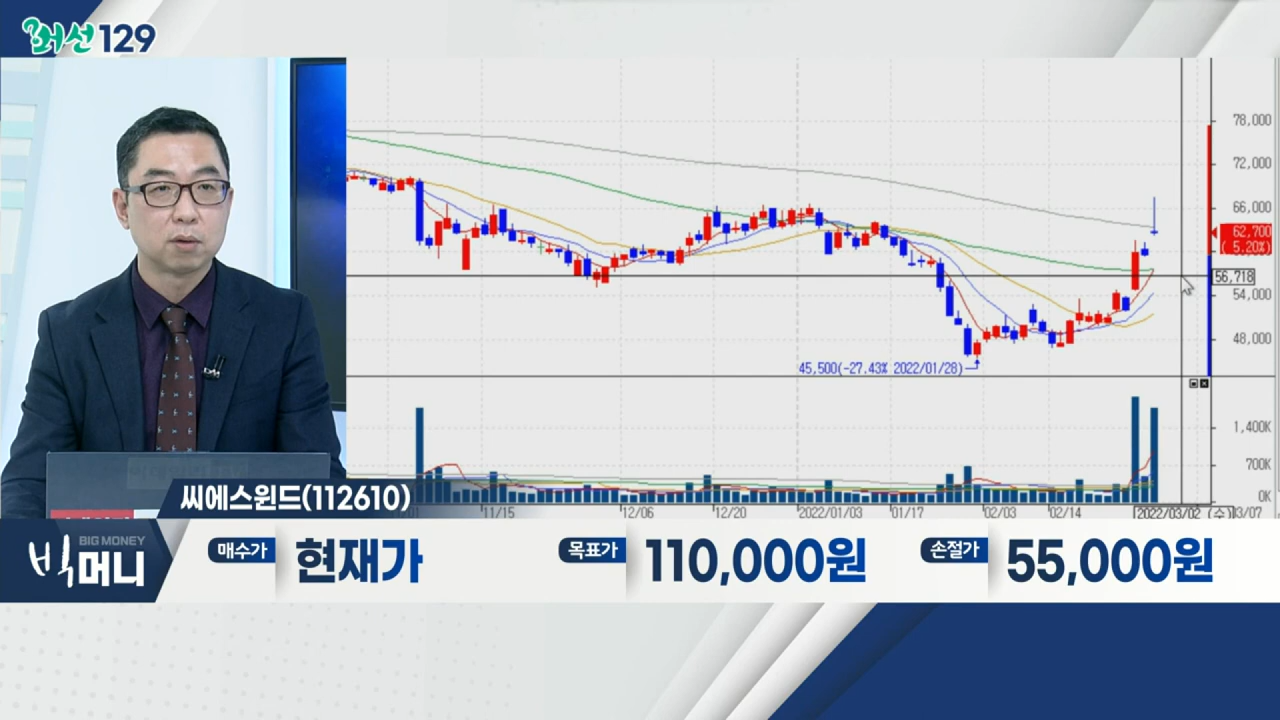 머선129
78,000
72,000
66,000
62,700
( 5.20%)
56,718
54,000
48,000
45,500(-27.43% 2022/01/28)
1,400K
700K
0K
11/15
12/06
12/20
2022/01/03
01/17
02/03
02/14
2022/03/02 (수)
03/07
씨에스윈드(112610)
BIG MONEY
빅머니
매수가 현재가
목표가 110,000원
손절가 55,000원